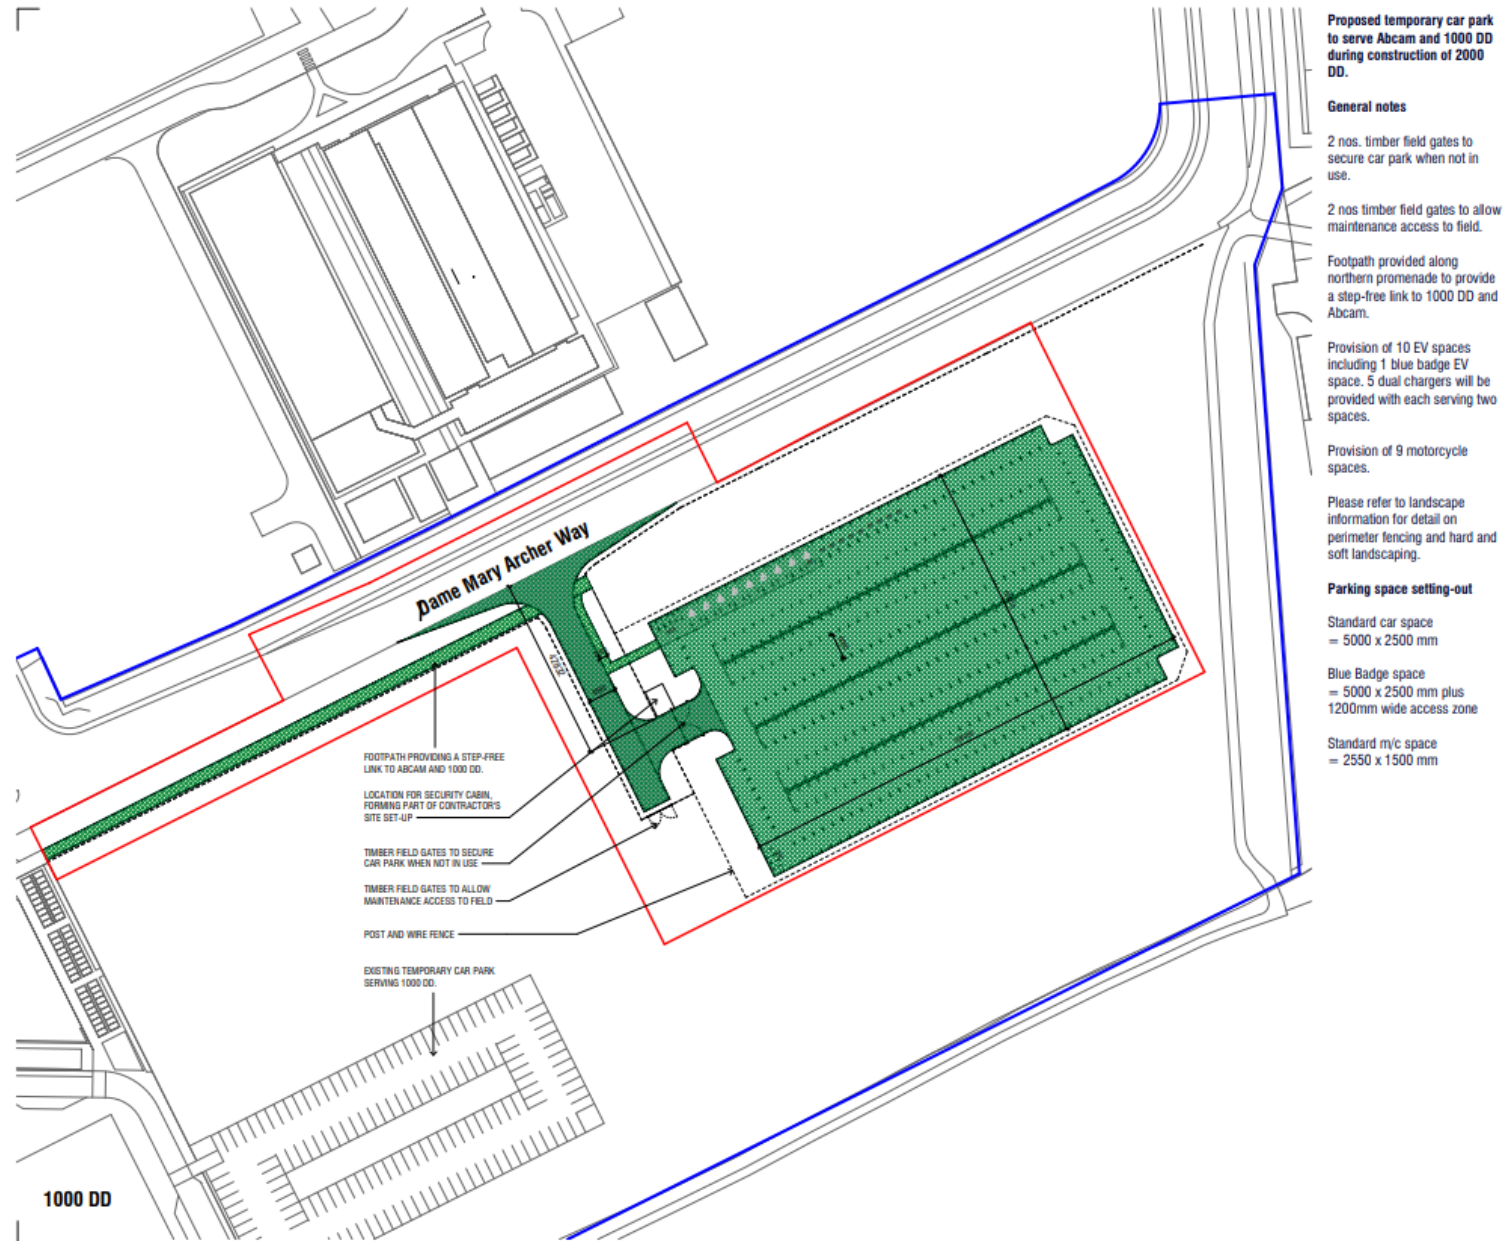 Proposed temporary car park
to serve Abcam and 1000 DD
during construction of 2000
DD.
General notes
2 nos. timber field gates to
secure car park when not in
use.
2 nos timber field gates to allow
maintenance access to field.
Footpath provided along
northern promenade to provide
a step-free link to 1000 DD and
Abcam.
Provision of 10 EV spaces
including 1 blue badge EV
space. 5 dual chargers will be
provided with each serving two
spaces.
Provision of 9 motorcycle
spaces.
Please refer to landscape
information for detail on
perimeter fencing and hard and
soft landscaping.
Parking space setting-out
Standard car space
= 5000 x 2500 mm
Blue Badge space
= 5000 x 2500 mm plus
1200mm wide access zone
Standard m/c space
= 2550 x 1500 mm
Dame Mary Archer Way
FOOTPATH PROVIDING A STEP-FREE
LINK TO ABCAM AND 1000 DD.
LOCATION FOR SECURITY CABIN,
FORMING PART OF CONTRACTOR'S
SITE SET-UP
TIMBER FIELD GATES TO SECURE
CAR PARK WHEN NOT IN USE
TIMBER FIELD GATES TO ALLOW
MAINTENANCE ACCESS TO FIELD
POST AND WIRE FENCE
EXISTING TEMPORARY CAR PARK
SERVING 1000 DD.
1000 DD